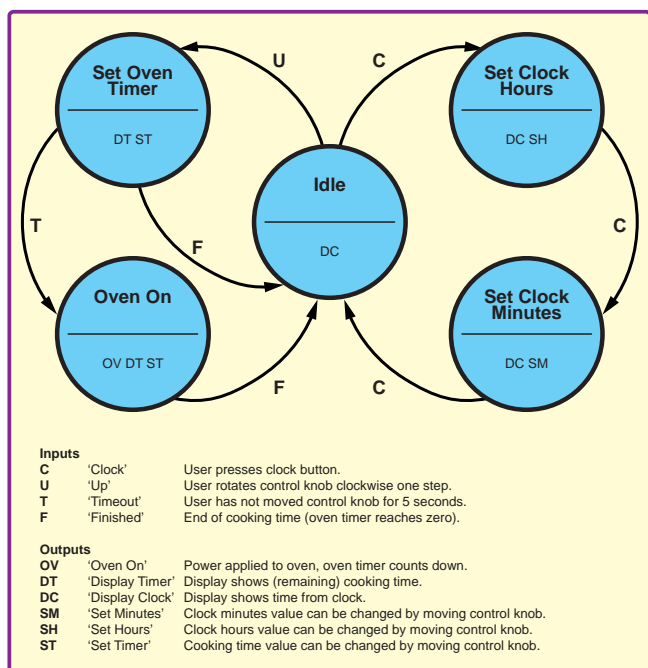 U
C
Set Oven
Timer
DT ST
Set Clock
Hours
DC SH
Idle
DC
T
F
C
Oven On
OV DT ST
Set Clock
Minutes
DC SM
F
C
Inputs
C ‘Clock’ User presses clock button.
U ‘Up’ User rotates control knob clockwise one step.
T ‘Timeout’ User has not moved control knob for 5 seconds.
F ‘Finished’ End of cooking time (oven timer reaches zero).
Outputs
OV ‘Oven On’ Power applied to oven, oven timer counts down.
DT ‘Display Timer’ Display shows (remaining) cooking time.
DC ‘Display Clock’ Display shows time from clock.
SM ‘Set Minutes’ Clock minutes value can be changed by moving control knob.
SH ‘Set Hours’ Clock hours value can be changed by moving control knob.
ST ‘Set Timer’ Cooking time value can be changed by moving control knob.